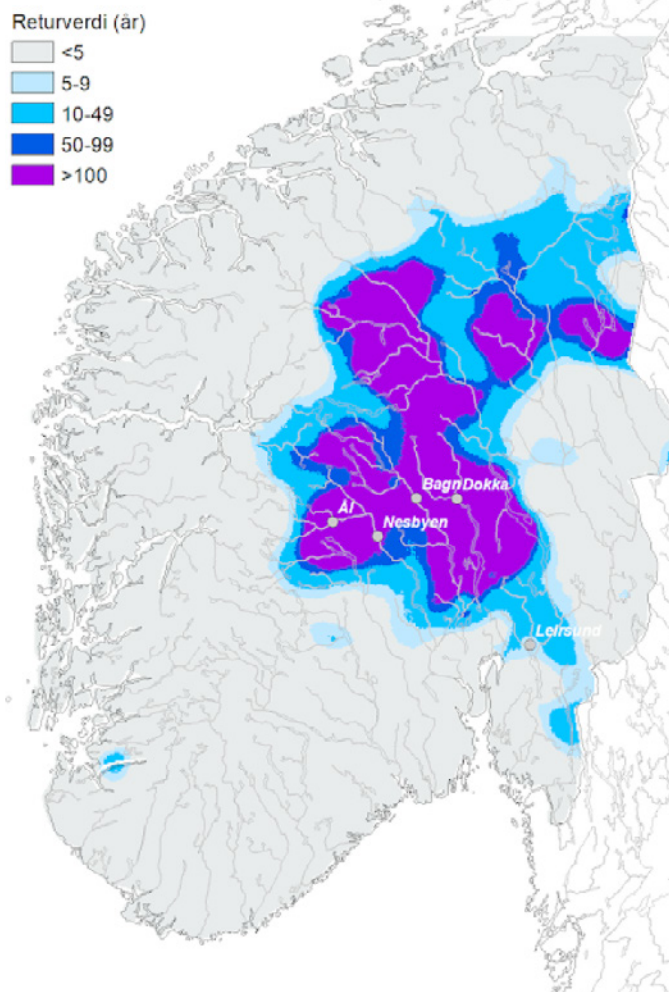 Returverdi (år)
<5
5-9
10-49
50-99
>100
Bagn
Dokka
Ål
Nesbyen
Leirsund